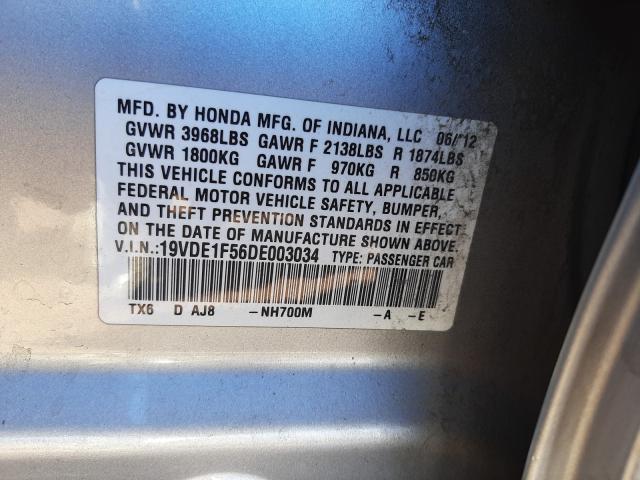 MFD. BY HONDA MFG. OF INDIANA, LLC 06/'12
GVWR 3968LBS GAWR F 2138LBS R 1874LBS
GVWR 1800KG GAWR F 970KG R 850KG
THIS VEHICLE CONFORMS TO ALL APPLICABLE
FEDERAL MOTOR VEHICLE SAFETY, BUMPER,
AND THEFT PREVENTION STANDARDS IN EFFECT
ON THE DATE OF MANUFACTURE SHOWN ABOVE.
V.I.N.:19VDE1F56DE003034 TYPE: PASSENGER CAR
TX6 D AJ8 -NH700M -A -E